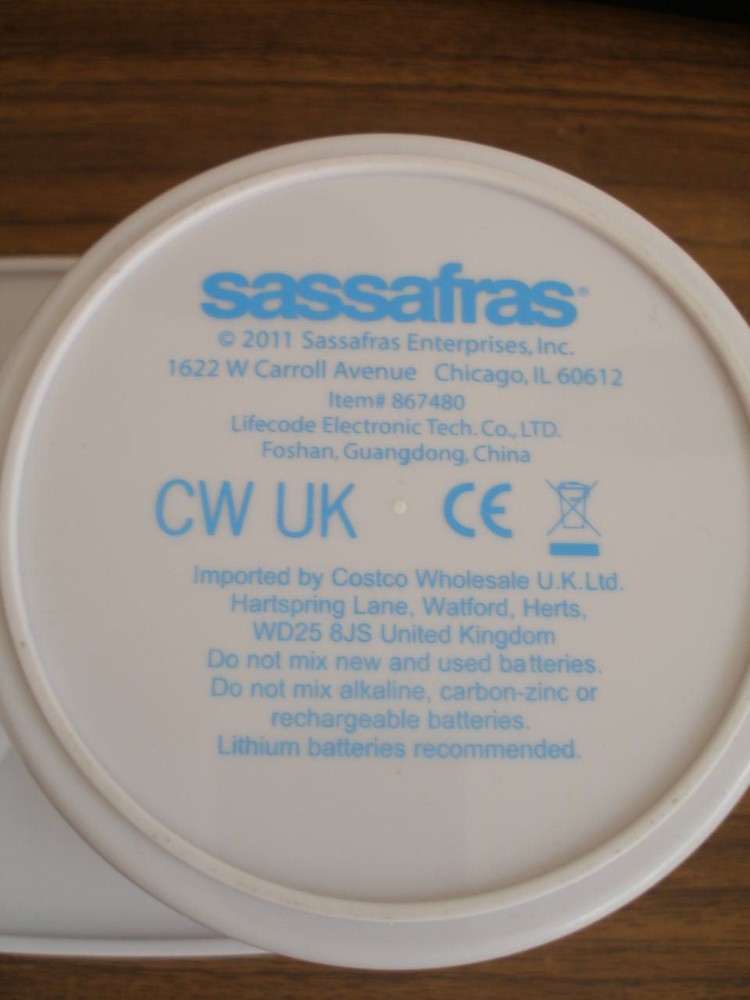 sassafras®
© 2011 Sassafras Enterprises, Inc.
1622 W Carroll Avenue Chicago, IL 60612
Item# 867480
Lifecode Electronic Tech. Co., LTD.
Foshan, Guangdong, China
CW UK CE
Imported by Costco Wholesale U.K. Ltd.
Hartspring Lane, Watford, Herts,
WD25 8JS United Kingdom
Do not mix new and used batteries.
Do not mix alkaline, carbon-zinc or
rechargeable batteries.
Lithium batteries recommended.